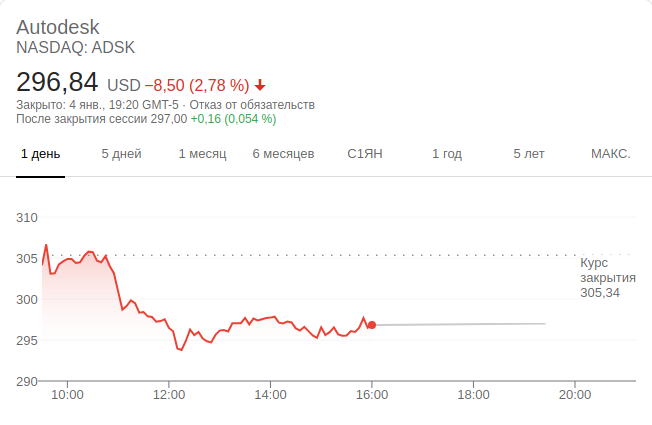 Autodesk
NASDAQ: ADSK
296,84 USD −8,50 (2,78 %)
Закрыто: 4 янв., 19:20 GMT-5 · Отказ от обязательств
После закрытия сессии 297,00 +0,16 (0,054 %)
1 день 5 дней 1 месяц 6 месяцев С1ЯН 1 год 5 лет МАКС.
310
305
300
295
290
Курс
закрытия
305,34
10:00 12:00 14:00 16:00 18:00 20:00